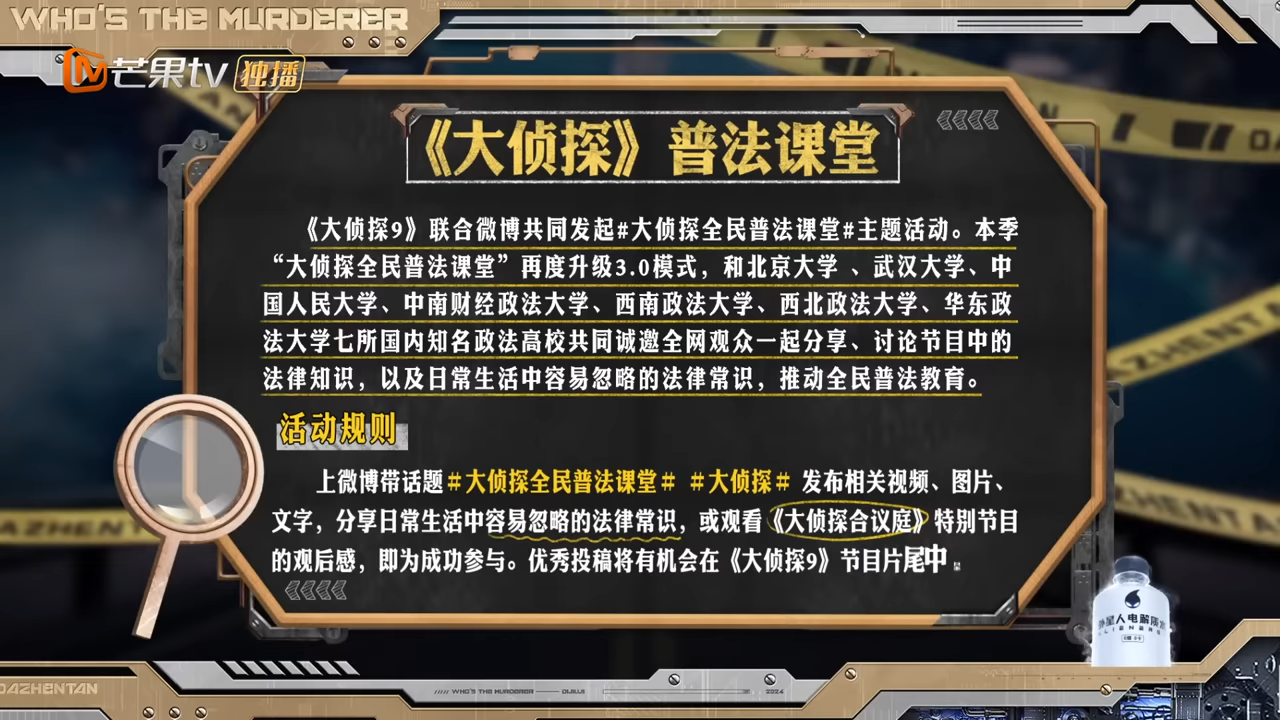 WHO'S THE MURDERER
芒果tv 独播
《大侦探》普法课堂
《大侦探9》联合微博共同发起#大侦探全民普法课堂#主题活动。本季
“大侦探全民普法课堂”再度升级3.0模式，和北京大学 、武汉大学、中
国人民大学、中南财经政法大学、西南政法大学、西北政法大学、华东政
法大学七所国内知名政法高校共同诚邀全网观众一起分享、讨论节目中的
法律知识，以及日常生活中容易忽略的法律常识，推动全民普法教育。
活动规则
上微博带话题#大侦探全民普法课堂# #大侦探# 发布相关视频、图片、
文字，分享日常生活中容易忽略的法律常识，或观看《大侦探合议庭》特别节目
的观后感，即为成功参与。优秀投稿将有机会在《大侦探9》节目片尾中
AZHENTAN
AZHENT
外星人电解质水
DAZHENTAN
WHO'S THE MURDERER
2024